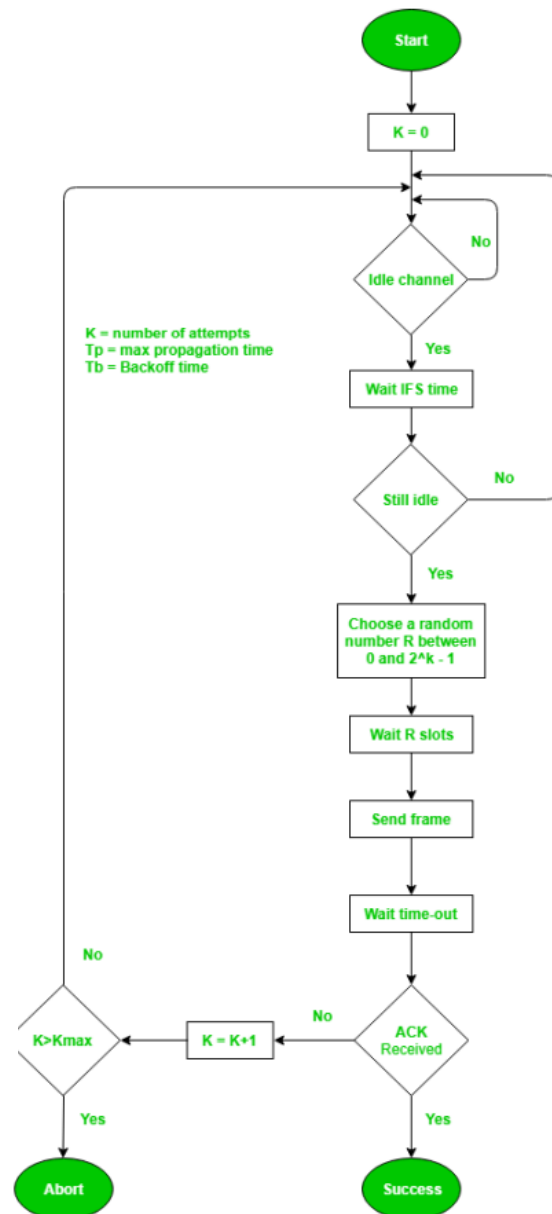 Start
K = 0
No
Idle channel
K = number of attempts
Tp = max propagation time
Tb = Backoff time
Yes
Wait IFS time
No
Still idle
Yes
Choose a random
number R between
0 and 2^k - 1
Wait R slots
Send frame
Wait time-out
No
No
K>Kmax
K = K+1
ACK
Received
Yes
Yes
Abort
Success